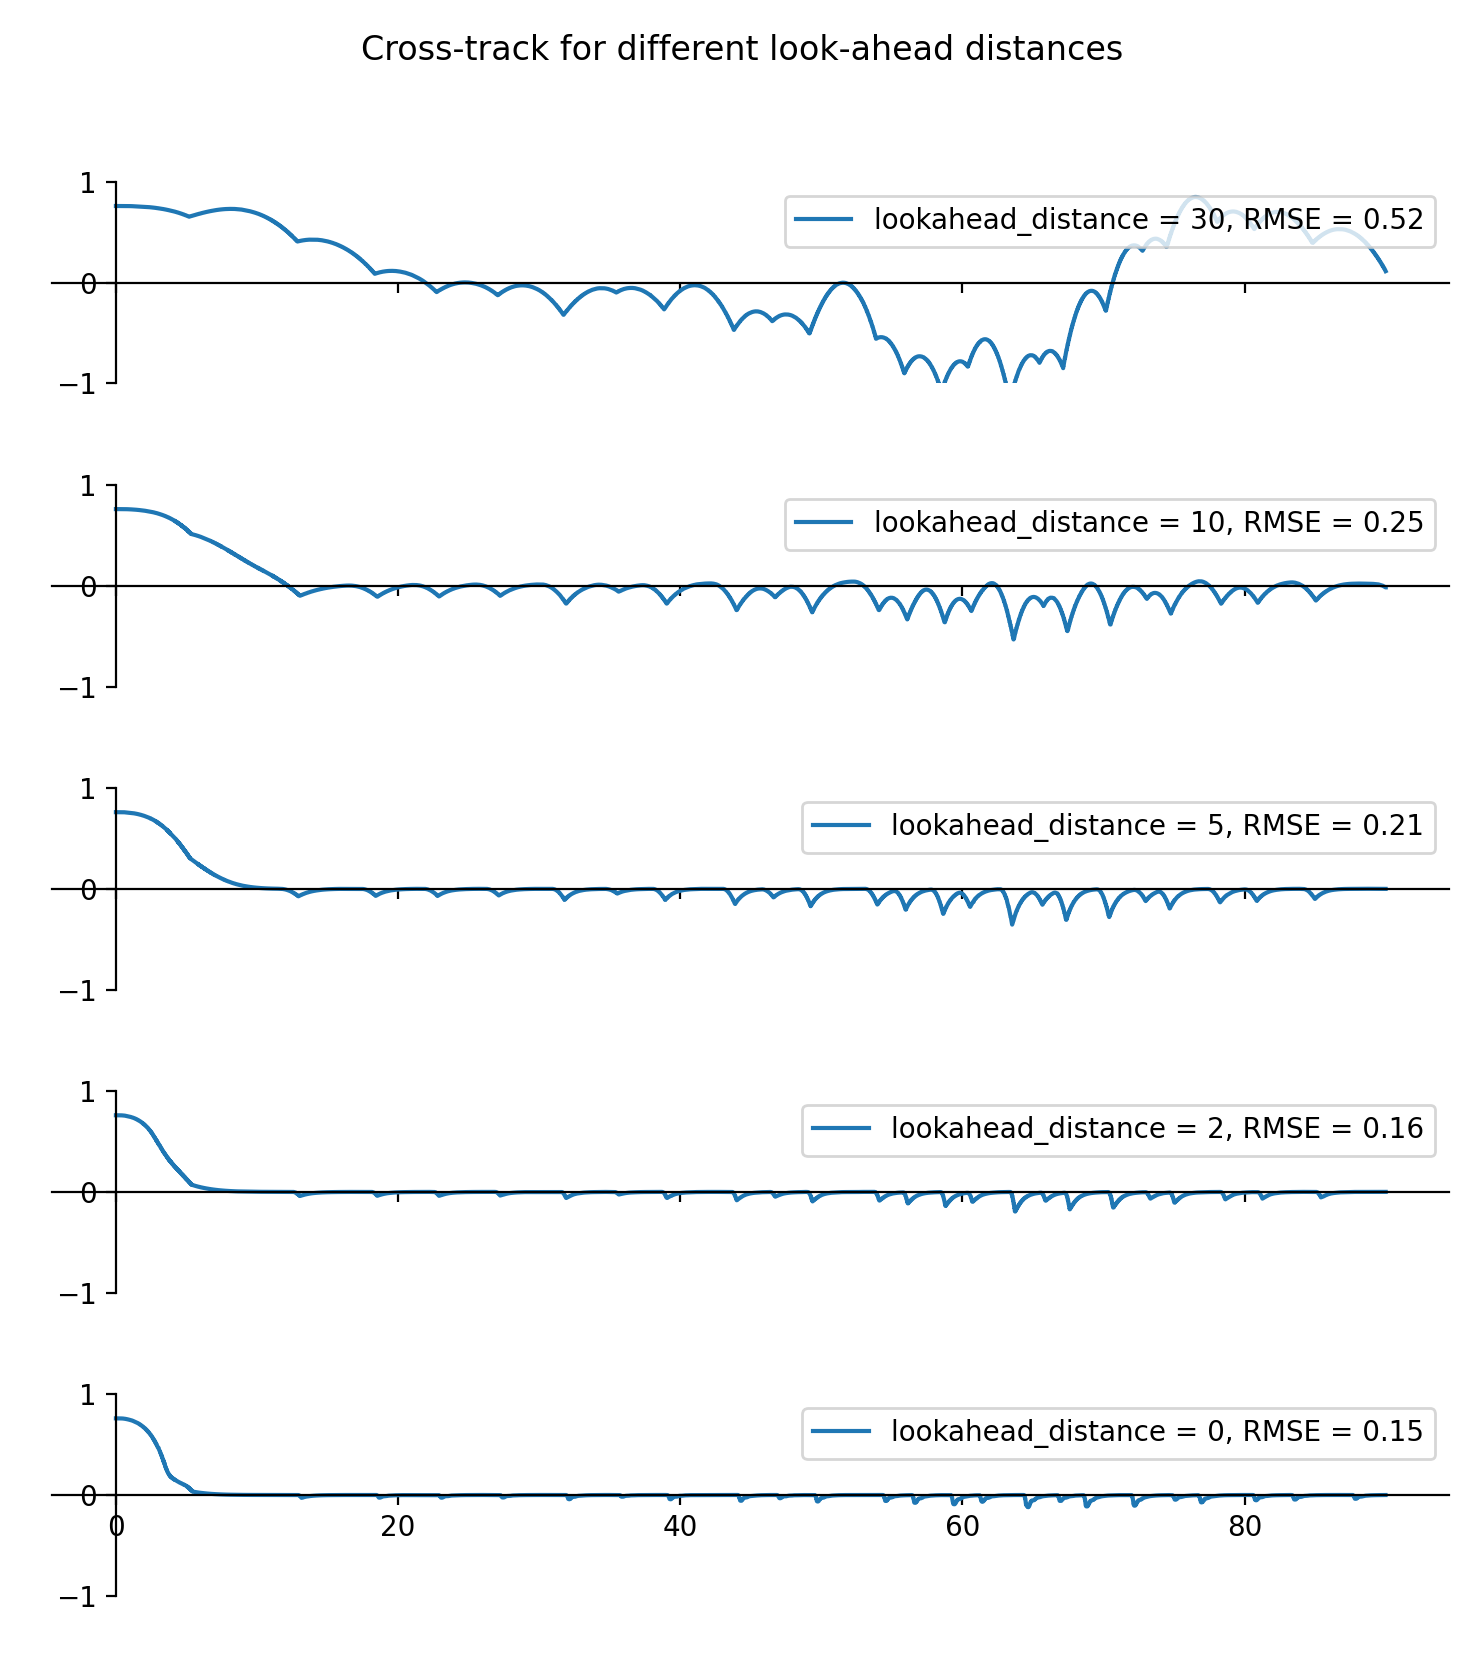 Cross-track for different look-ahead distances
1
lookahead_distance = 30, RMSE = 0.52
0
−1
1
lookahead_distance = 10, RMSE = 0.25
0
−1
1
lookahead_distance = 5, RMSE = 0.21
0
−1
1
lookahead_distance = 2, RMSE = 0.16
0
−1
1
lookahead_distance = 0, RMSE = 0.15
0
0 20 40 60 80
−1